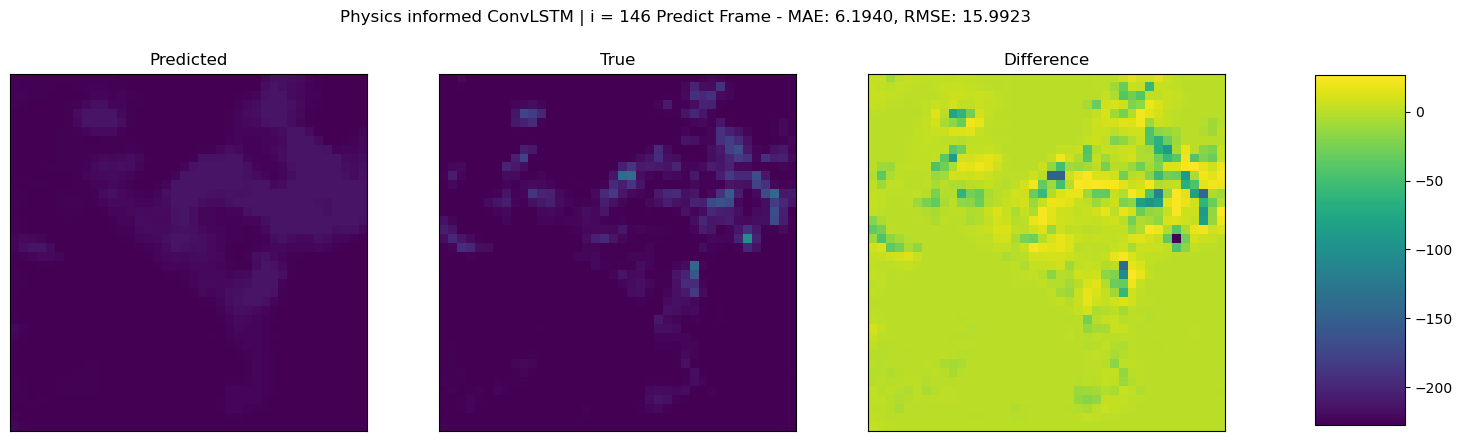 Physics informed ConvLSTM | i = 146 Predict Frame - MAE: 6.1940, RMSE: 15.9923
Predicted
True
Difference
0
−50
−100
−150
−200